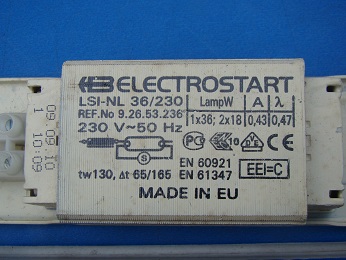 ELECTROSTART
LSI-NL 36/230
REF.No 9.26.53.236
230 V~50 Hz
LampW A λ
1x36; 2x18 0,43 0,47
S
10
EN 60921
EN 61347
EEI=C
tw130, Δt 65/165
MADE IN EU
09.09.10
1 10:09